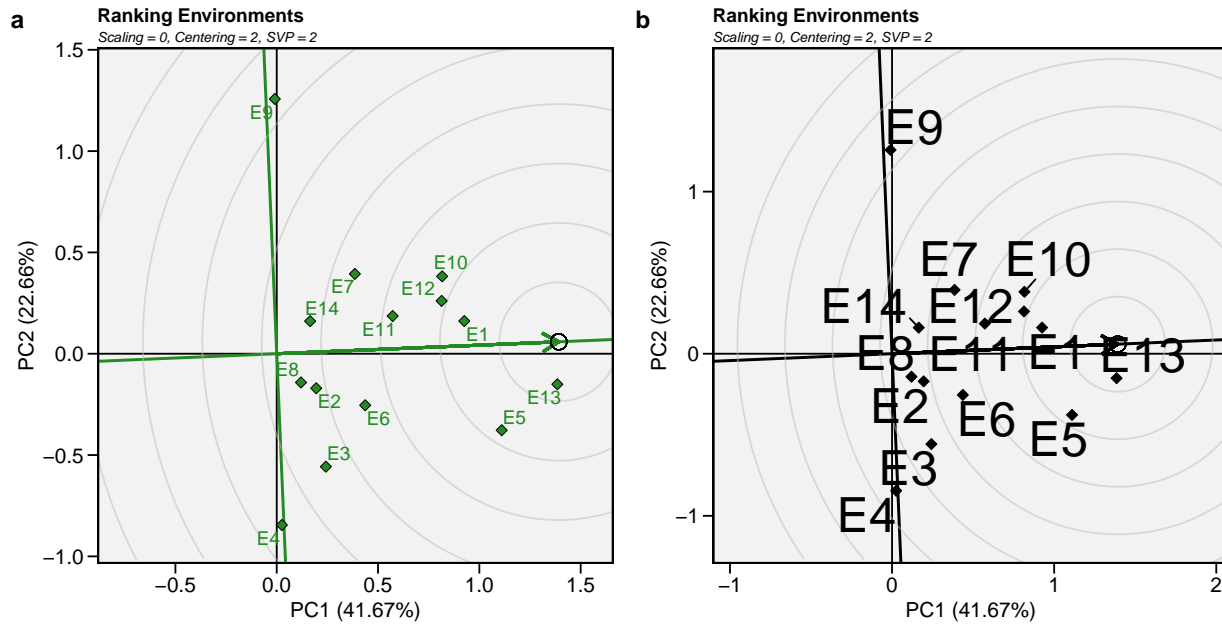 a
Ranking Environments
Scaling = 0, Centering = 2, SVP = 2
PC2 (22.66%)
1.5
1.0
0.5
0.0
−0.5
−1.0
E9
E7
E10
E12
E14
E11
E1
E8
E2
E6
E13
E5
E3
E4
−0.5 0.0 0.5 1.0 1.5
PC1 (41.67%)
b
Ranking Environments
Scaling = 0, Centering = 2, SVP = 2
PC2 (22.66%)
1
0
−1
E9
E7
E10
E14
E12
E8
E11
E1
E13
E2
E6
E5
E3
E4
−1 0 1 2
PC1 (41.67%)